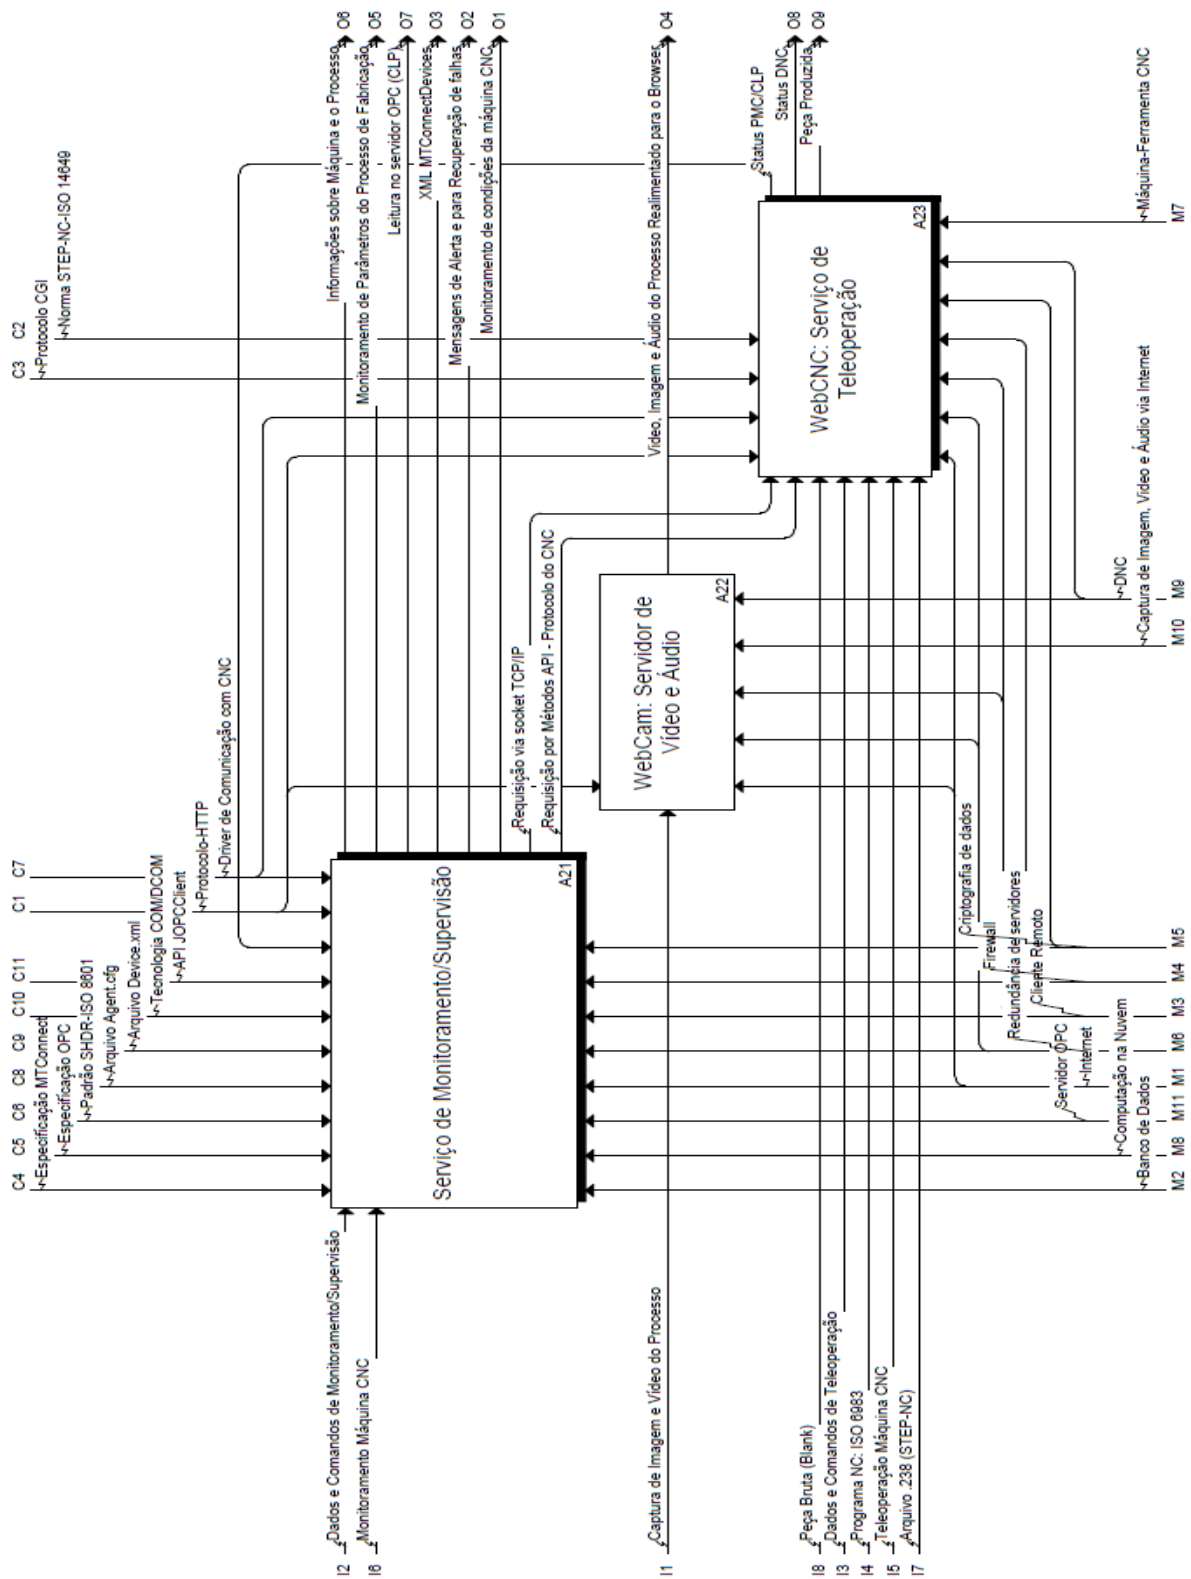 C4
Especificação MTConnect
C5
Especificação OPC
C6
Padrão SHDR-ISO 8601
C8
Arquivo Agent.cfg
C9
Arquivo Device.xml
C10
Tecnologia COM/DCOM
C11
API JOPCClient
C1
Protocolo-HTTP
C7
Driver de Comunicação com CNC
C3
Protocolo CGI
C2
Norma STEP-NC-ISO 14649
I2
Dados e Comandos de Monitoramento/Supervisão
I6
Monitoramento Máquina CNC
Serviço de Monitoramento/Supervisão
A21
Informações sobre Máquina e o Processo
O6
Monitoramento de Parâmetros do Processo de Fabricação
O5
Leitura no servidor OPC (CLP)
O7
XML MTConnectDevices
O3
Mensagens de Alerta e para Recuperação de falhas
O2
Monitoramento de condições da máquina CNC
O1
Requisição via socket TCP/IP
Requisição por Métodos API - Protocolo do CNC
I1
Captura de Imagem e Vídeo do Processo
WebCam: Servidor de
Vídeo e Áudio
A22
Video, Imagem e Áudio do Processo Realimentado para o Browser
O4
I8
Peça Bruta (Blank)
I3
Dados e Comandos de Teleoperação
I4
Programa NC: ISO 6983
I5
Teleoperação Máquina CNC
I7
Arquivo .238 (STEP-NC)
WebCNC: Serviço de
Teleoperação
A23
Status PMC/CLP
Status DNC
O8
Peça Produzida
O9
Criptografia de dados
Firewall
Redundância de servidores
Cliente Remoto
Servidor OPC
Internet
Computação na Nuvem
Banco de Dados
DNC
Captura de Imagem, Vídeo e Áudio via Internet
Máquina-Ferramenta CNC
M2
M8
M11
M1
M6
M3
M4
M5
M10
M9
M7